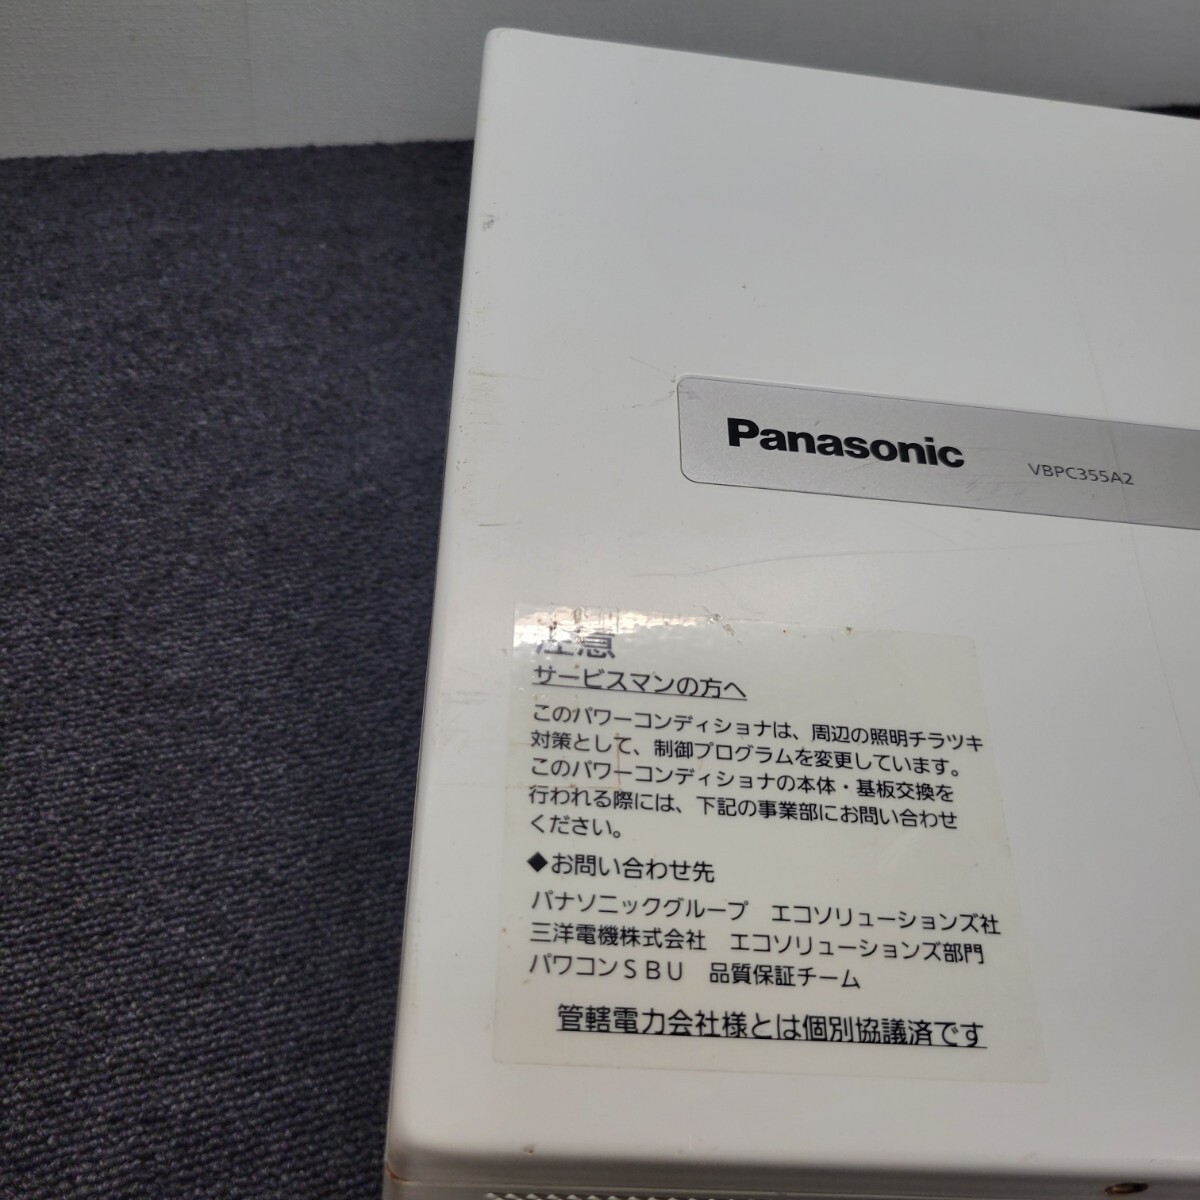 Panasonic VBPC355A2
注意
サービスマンの方へ
このパワーコンディショナは、周辺の照明チラツキ
対策として、制御プログラムを変更しています。
このパワーコンディショナの本体・基板交換を
行われる際には、下記の事業部にお問い合わせ
ください。
◆お問い合わせ先
パナソニックグループ エコソリューションズ社
三洋電機株式会社 エコソリューションズ部門
パワコンSBU 品質保証チーム
管轄電力会社様とは個別協議済です